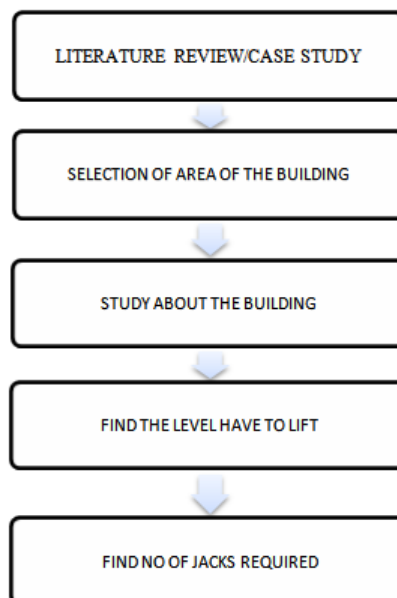 LITERATURE REVIEW/CASE STUDY
SELECTION OF AREA OF THE BUILDING
STUDY ABOUT THE BUILDING
FIND THE LEVEL HAVE TO LIFT
FIND NO OF JACKS REQUIRED